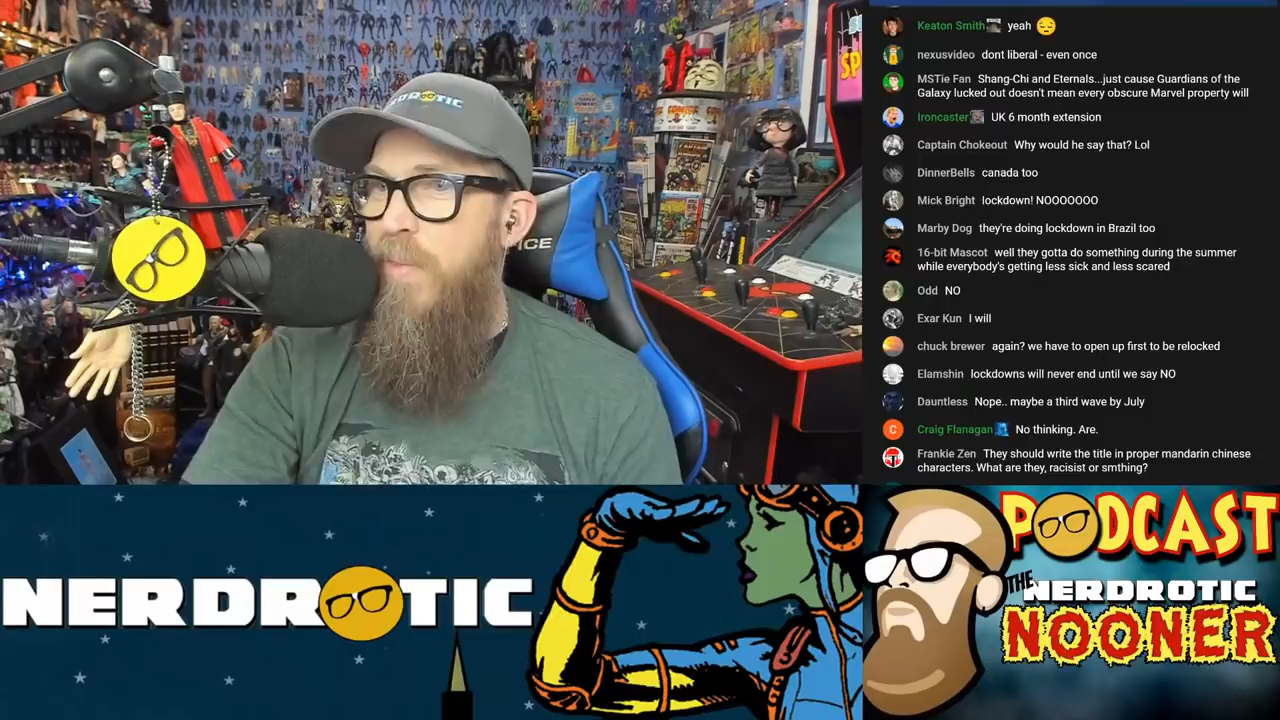 NERDROTIC
ICE
SP
Keaton Smith yeah 😔
nexusvideo dont liberal - even once
MSTie Fan Shang-Chi and Eternals...just cause Guardians of the
Galaxy lucked out doesn't mean every obscure Marvel property will
Ironcaster UK 6 month extension
Captain Chokeout Why would he say that? Lol
DinnerBells canada too
Mick Bright lockdown! NOOOOOOO
Marby Dog they're doing lockdown in Brazil too
16-bit Mascot well they gotta do something during the summer
while everybody's getting less sick and less scared
Odd NO
Exar Kun I will
chuck brewer again? we have to open up first to be relocked
Elamshin lockdowns will never end until we say NO
Dauntless Nope.. maybe a third wave by July
C
Craig Flanagan No thinking. Are.
Frankie Zen They should write the title in proper mandarin chinese
characters. What are they, racisist or smthing?
NERDROTIC
PODCAST
THE
NERDROTIC
NOONER